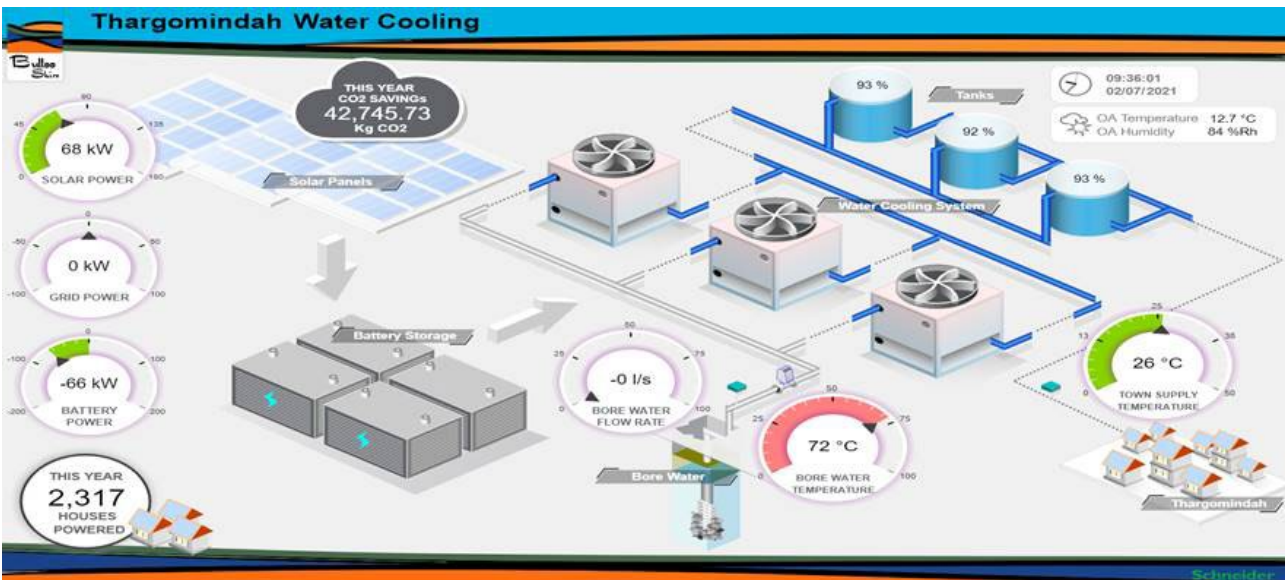 Thargomindah Water Cooling
Bulloo
Shire
THIS YEAR
CO2 SAVINGs
42,745.73
Kg CO2
93 %
Tanks
09:36:01
02/07/2021
OA Temperature 12.7 °C
OA Humidity 84 %Rh
92 %
93 %
90
45
135
0
180
68 kW
SOLAR POWER
Solar Panels
Water Cooling System
0
-50
50
-100
100
0 kW
GRID POWER
0
-100
100
-200
200
-66 kW
BATTERY
POWER
Battery Storage
50
25
75
0
100
-0 l/s
BORE WATER
FLOW RATE
25
13
38
0
50
26 °C
TOWN SUPPLY
TEMPERATURE
50
25
75
0
100
72 °C
BORE WATER
TEMPERATURE
Bore Water
Thargomindah
THIS YEAR
2,317
HOUSES
POWERED
Schneider